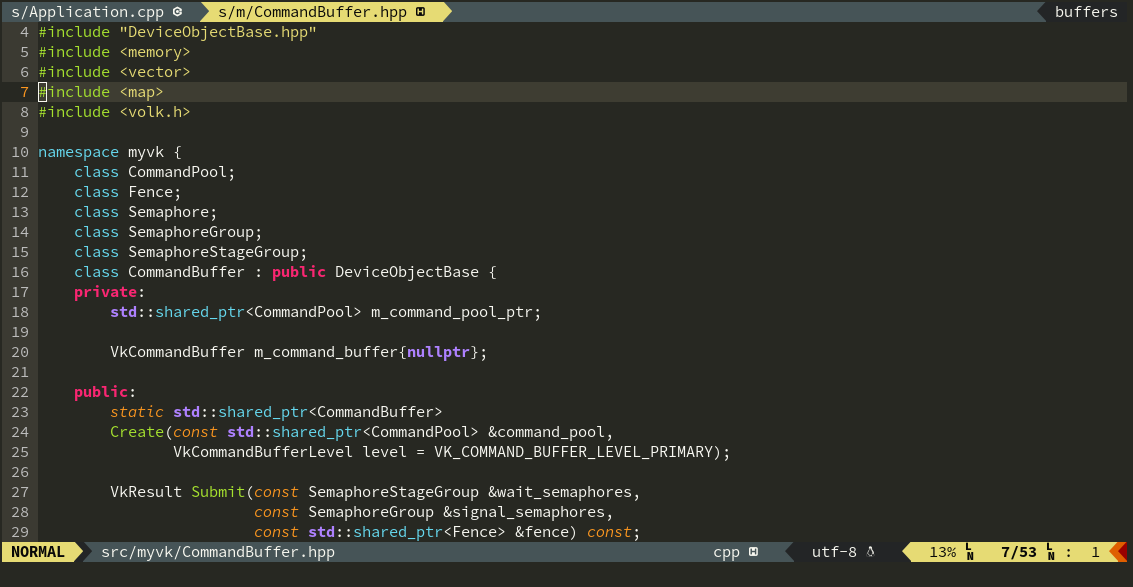 s/Application.cpp s/m/CommandBuffer.hpp buffers
4 #include "DeviceObjectBase.hpp"
5 #include <memory>
6 #include <vector>
7 #include <map>
8 #include <volk.h>
9
10 namespace myvk {
11     class CommandPool;
12     class Fence;
13     class Semaphore;
14     class SemaphoreGroup;
15     class SemaphoreStageGroup;
16     class CommandBuffer : public DeviceObjectBase {
17     private:
18         std::shared_ptr<CommandPool> m_command_pool_ptr;
19
20         VkCommandBuffer m_command_buffer{nullptr};
21
22     public:
23         static std::shared_ptr<CommandBuffer>
24         Create(const std::shared_ptr<CommandPool> &command_pool,
25                VkCommandBufferLevel level = VK_COMMAND_BUFFER_LEVEL_PRIMARY);
26
27         VkResult Submit(const SemaphoreStageGroup &wait_semaphores,
28                         const SemaphoreGroup &signal_semaphores,
29                         const std::shared_ptr<Fence> &fence) const;
NORMAL src/myvk/CommandBuffer.hpp cpp utf-8 13% LN 7/53 LN : 1